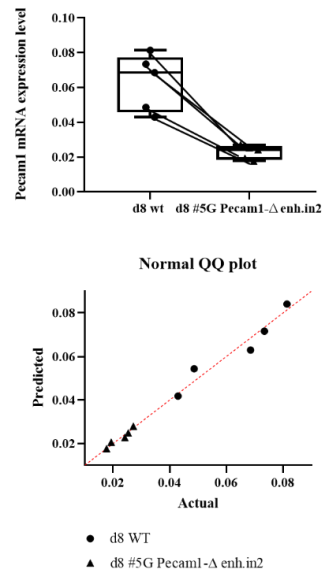 Pecam1 mRNA expression level
0.10
0.08
0.06
0.04
0.02
0.00
d8 wt
d8 #5G Pecam1-Δ enh.in2
Normal QQ plot
Predicted
0.08
0.06
0.04
0.02
0.02
0.04
0.06
0.08
Actual
d8 WT
d8 #5G Pecam1-Δ enh.in2